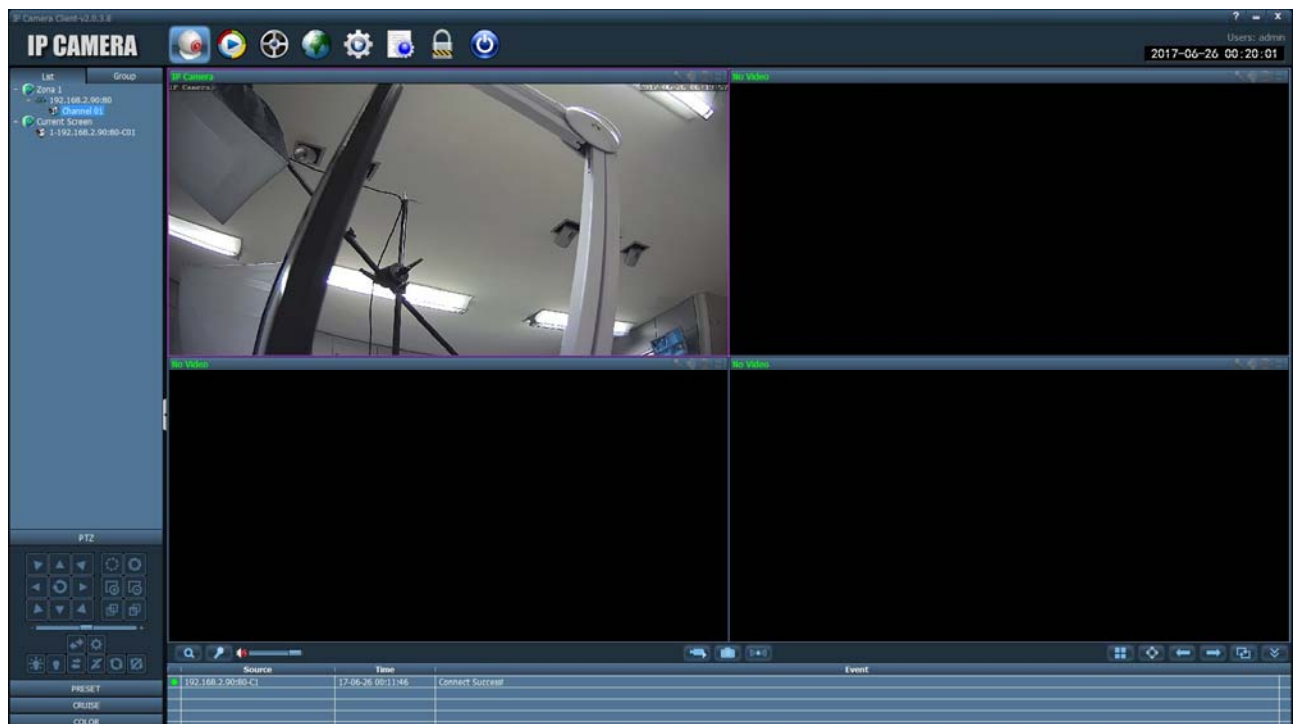 IP Camera Client-v2.0.3.8
? – X
IP CAMERA
Users: admin
2017-06-26 00:20:01
List Group
Zona 1
192.168.2.90:80
Channel 01
Current Screen
1-192.168.2.90:80-C01
IP Camera
IP Camera
No Video
No Video
No Video
PTZ
- +
PRESET
CRUISE
COLOR
Source Time Event
192.168.2.90:80-C1 17-06-26 00:11:46 Connect Success!